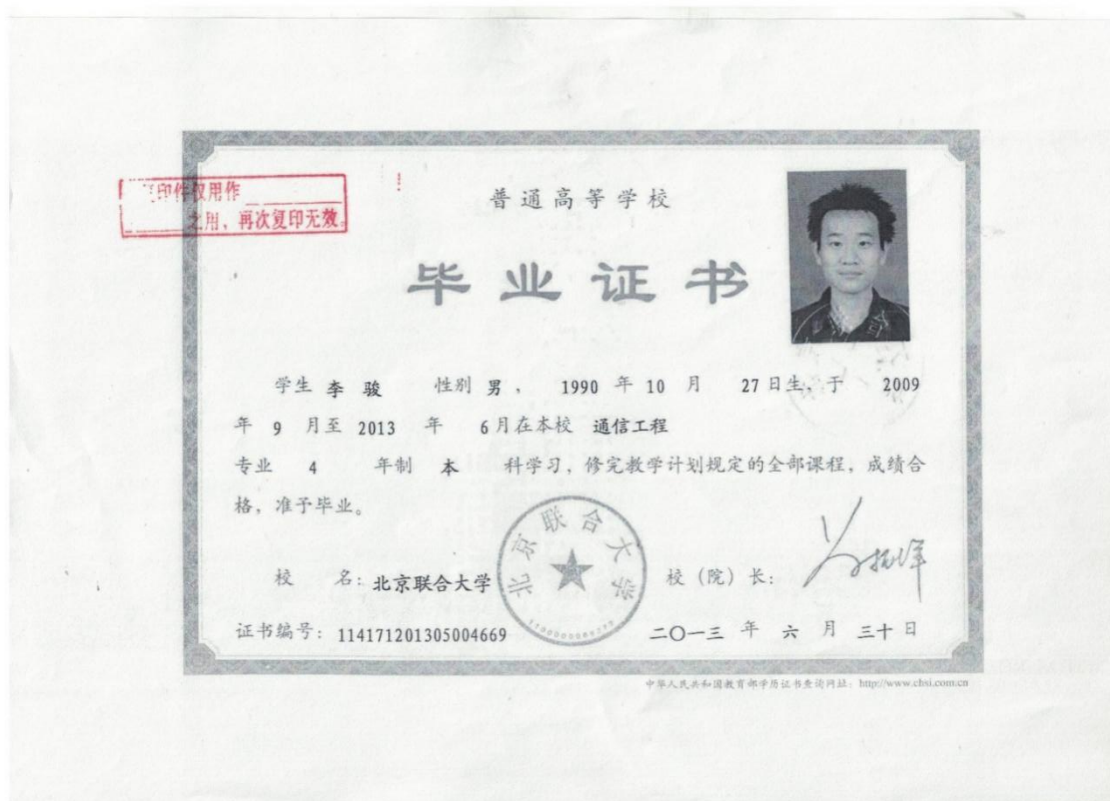 印件仅用作
之用，再次复印无效。
普通高等学校
毕业证书
学生 李 骏 性别 男 ， 1990 年 10 月 27 日生，于 2009
年 9 月至 2013 年 6 月在本校 通信工程
专业 4 年制 本 科学习，修完教学计划规定的全部课程，成绩合
格，准予毕业。
北京联合大学
校 名：北京联合大学 校（院）长：
证书编号：114171201305004669 二〇一三 年 六 月 三十 日
中华人民共和国教育部学历证书查询网址：http://www.chsi.com.cn